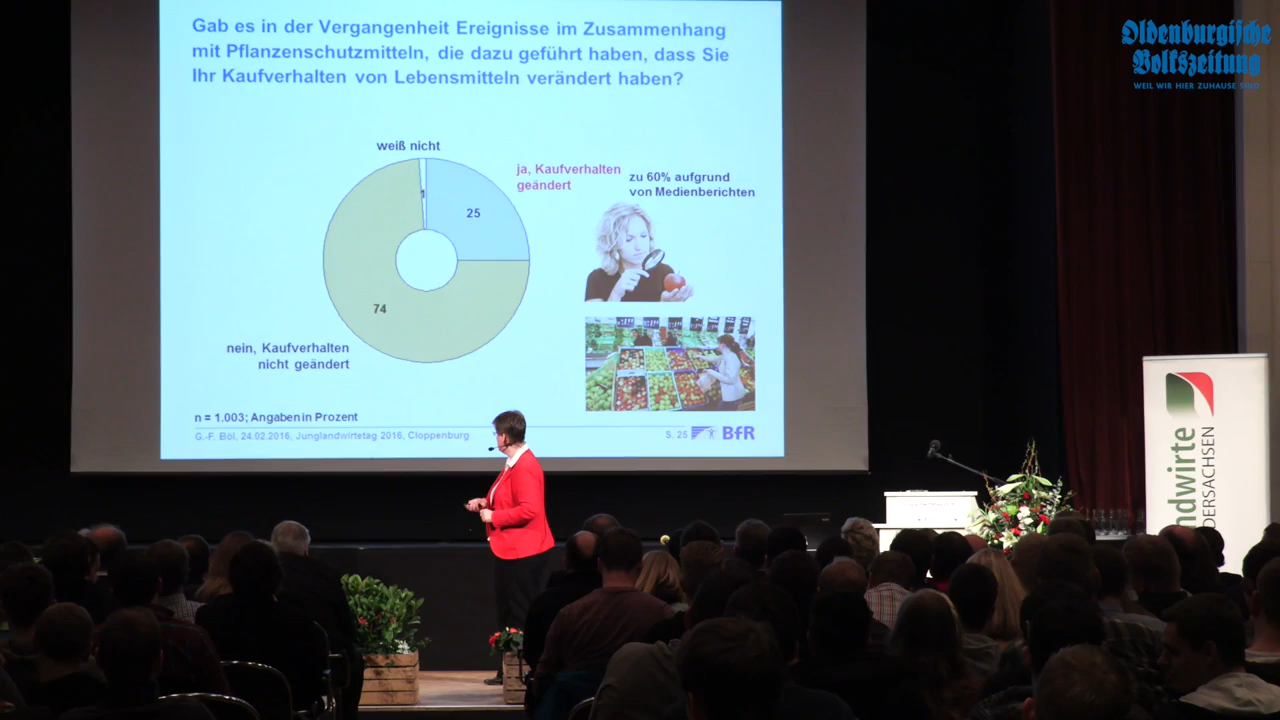 Gab es in der Vergangenheit Ereignisse im Zusammenhang
mit Pflanzenschutzmitteln, die dazu geführt haben, dass Sie
Ihr Kaufverhalten von Lebensmitteln verändert haben?
weiß nicht
1
25
ja, Kaufverhalten
geändert
zu 60% aufgrund
von Medienberichten
74
nein, Kaufverhalten
nicht geändert
n = 1.003; Angaben in Prozent
G.-F. Böl, 24.02.2016, Junglandwirtetag 2016, Cloppenburg
S. 25
BfR
Oldenburgische
Volkszeitung
WEIL WIR HIER ZUHAUSE SIND
ndwirte
DERSACHSEN